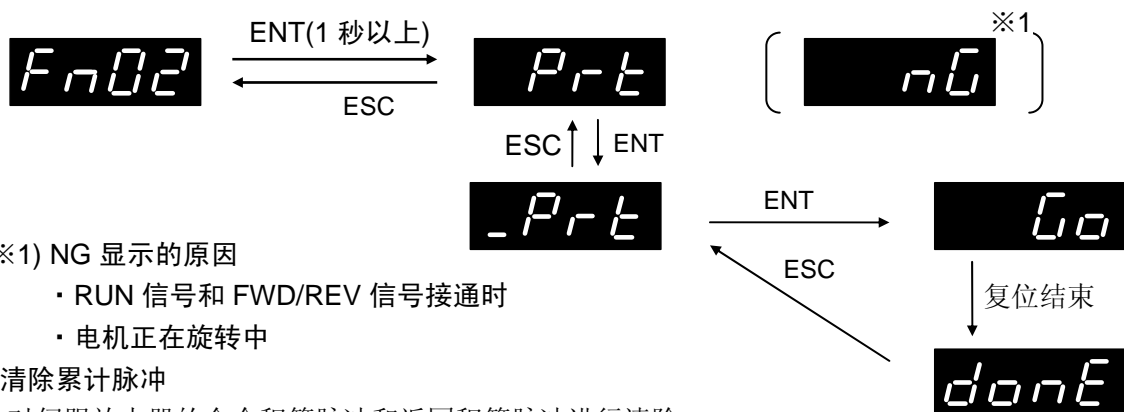 ※1
ENT(1 秒以上)
Fn02
Prt
nG
ESC
ESC
ENT
_Prt
ENT
Go
※1) NG 显示的原因
ESC
・RUN 信号和 FWD/REV 信号接通时
复位结束
・电机正在旋转中
清除累计脉冲
donE